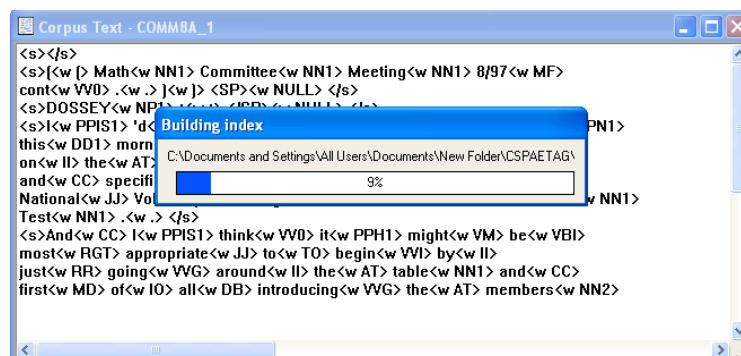 Corpus Text - COMM8A_1
<s></s>
<s>[<w [> Math<w NN1> Committee<w NN1> Meeting<w NN1> 8/97<w MF>
cont<w VV0> .<w .> ]<w ]> <SP><w NULL> </s>
<s>DOSSEY<w NP1>
<s>I<w PPIS1> 'd< PN1>
this<w DD1> morn
on<w II> the<w AT>
and<w CC> specifi
National<w JJ> Vol w NN1>
Test<w NN1> .<w .> </s>
<s>And<w CC> I<w PPIS1> think<w VV0> it<w PPH1> might<w VM> be<w VBI>
most<w RGT> appropriate<w JJ> to<w TO> begin<w VVI> by<w II>
just<w RR> going<w VVG> around<w II> the<w AT> table<w NN1> and<w CC>
first<w MD> of<w IO> all<w DB> introducing<w VVG> the<w AT> members<w NN2>
Building index
C:\Documents and Settings\All Users\Documents\New Folder\CSPAETAG\
9%